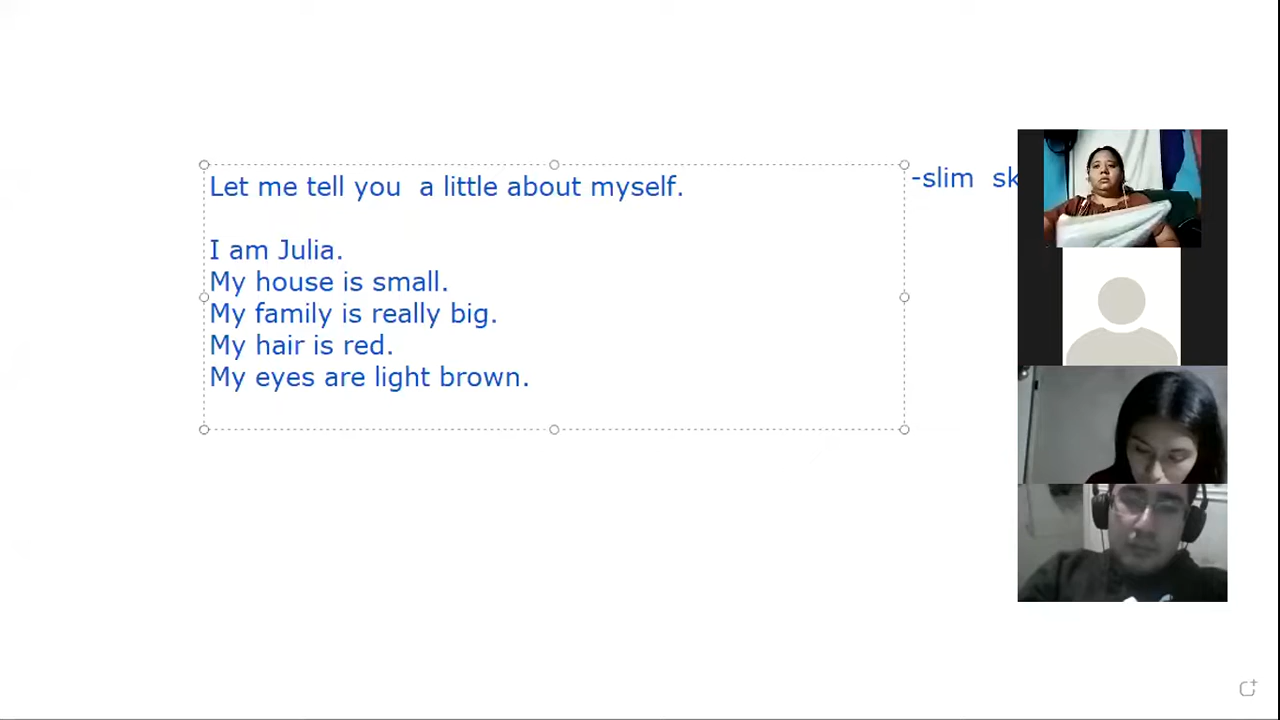 Let me tell you  a little about myself.
-slim sk
I am Julia.
My house is small.
My family is really big.
My hair is red.
My eyes are light brown.